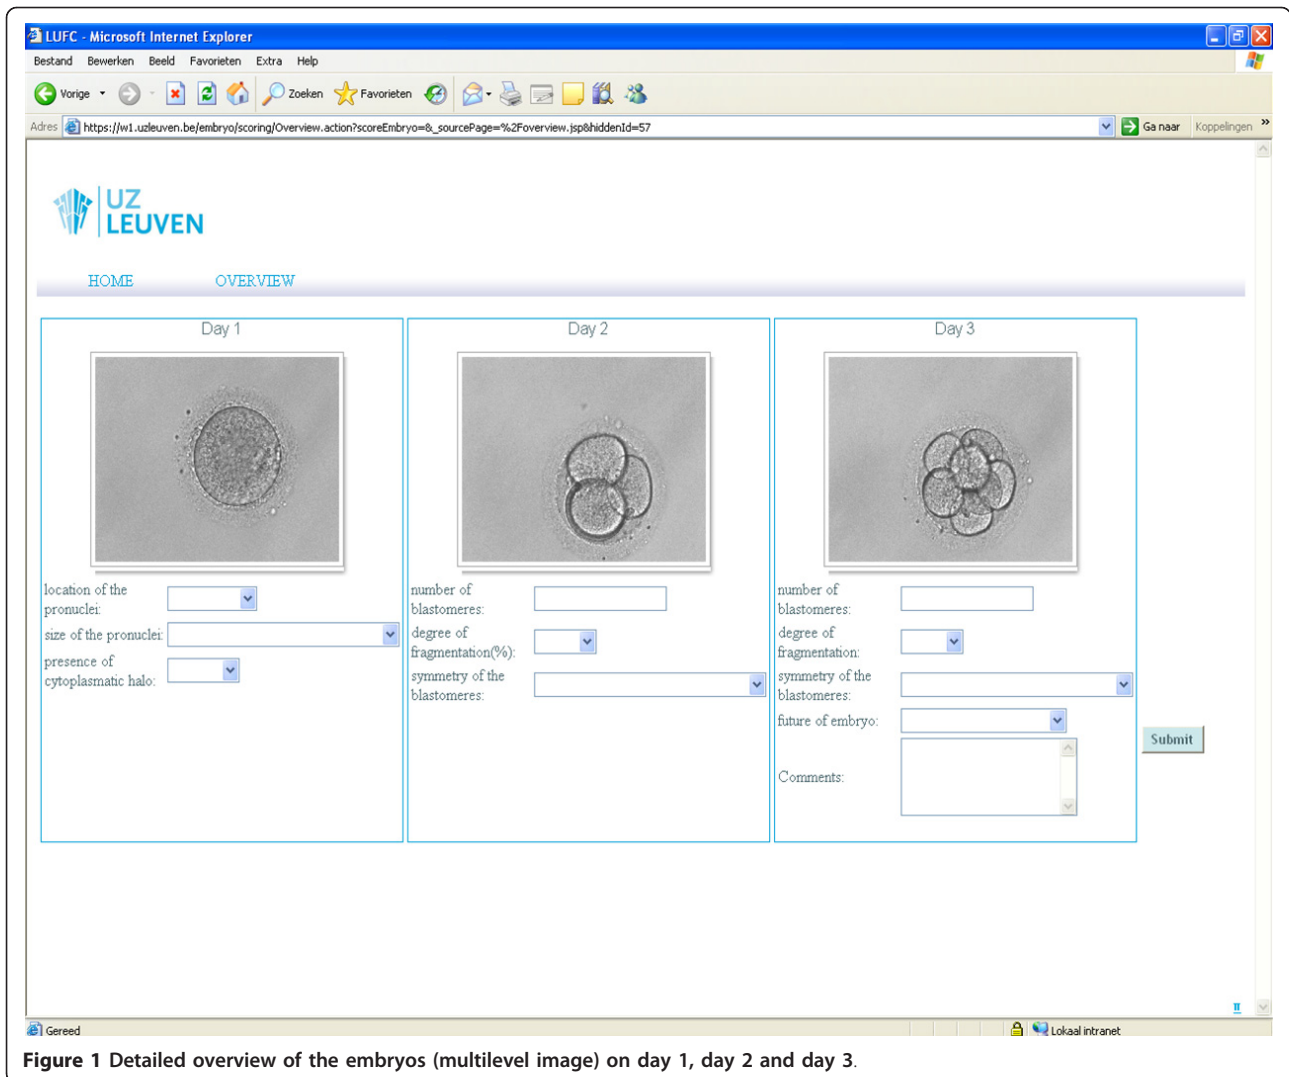 LUFC - Microsoft Internet Explorer
Bestand Bewerken Beeld Favorieten Extra Help
Vorige Zoeken Favorieten
Adres https://w1.uzleuven.be/embryo/scoring/Overview.action?scoreEmbryo=&_sourcePage=%2Foverview.jsp&hiddenId=57 Ga naar Koppelingen »
UZ
LEUVEN
HOME OVERVIEW
Day 1
location of the
pronuclei:
size of the pronuclei:
presence of
cytoplasmatic halo:
Day 2
number of
blastomeres:
degree of
fragmentation(%):
symmetry of the
blastomeres:
Day 3
number of
blastomeres:
degree of
fragmentation:
symmetry of the
blastomeres:
future of embryo:
Comments:
Submit
Gereed Lokaal intranet
Figure 1 Detailed overview of the embryos (multilevel image) on day 1, day 2 and day 3.